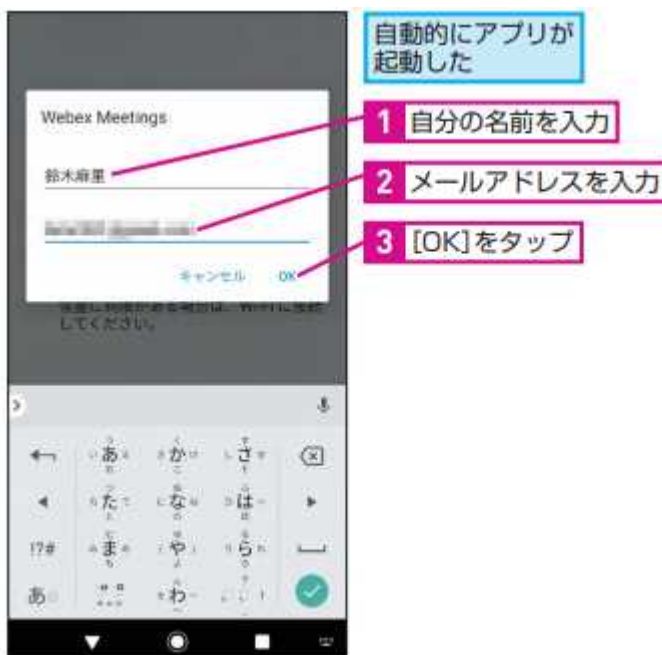 自動的にアプリが
起動した
Webex Meetings
1 自分の名前を入力
鈴木麻里
2 メールアドレスを入力
3 [OK]をタップ
キャンセル OK
してください。
あ か さ
た な は
!?# ま や ら
あ わ